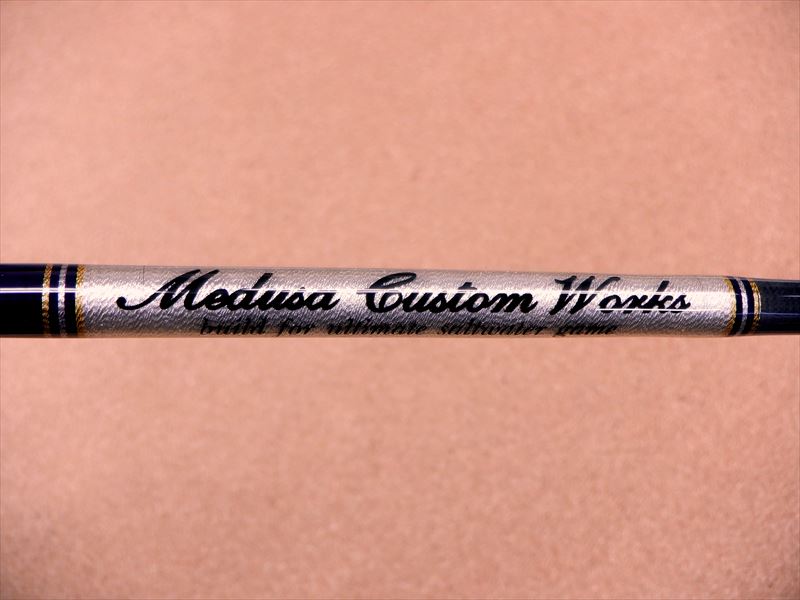 Medusa Custom Works
build for ultimate saltwater game